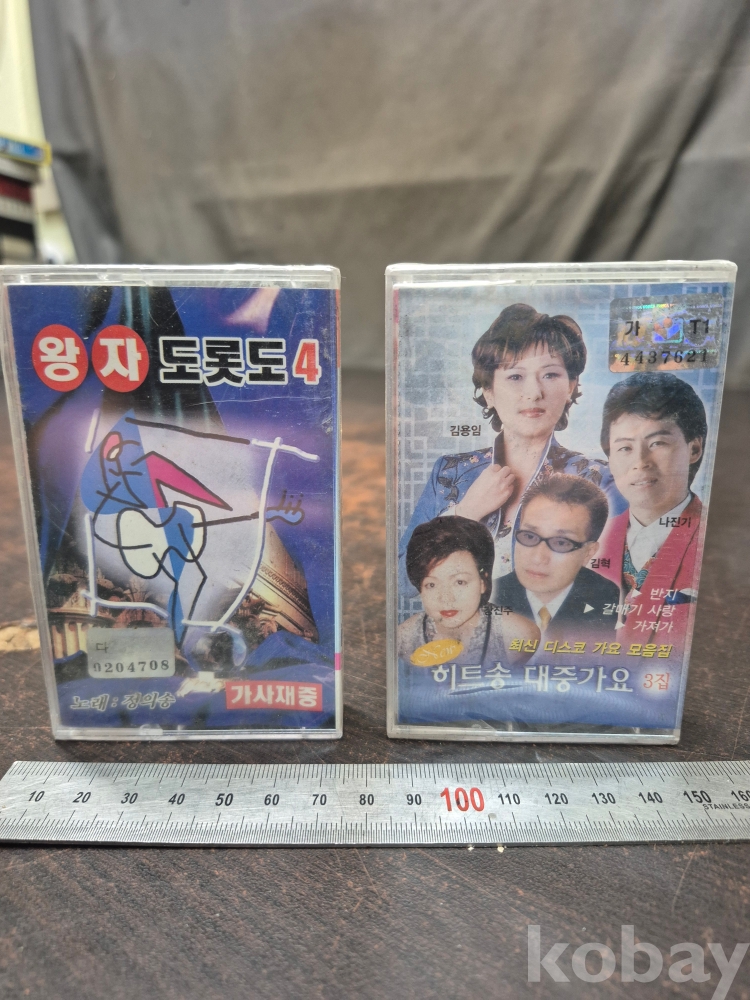 왕자 도롯도 4
다
0204708
노래 : 정의송
가사재중
가 T1
4437621
김용임
나진기
김혁
진주
▶ 반지
▶ 갈매기 사랑
▶ 가져가
최신 디스코 가요 모음집
히트송 대중가요 3집
10 20 30 40 50 60 70 80 90 100 110 120 130 140 150 160
STAINLESS
kobay